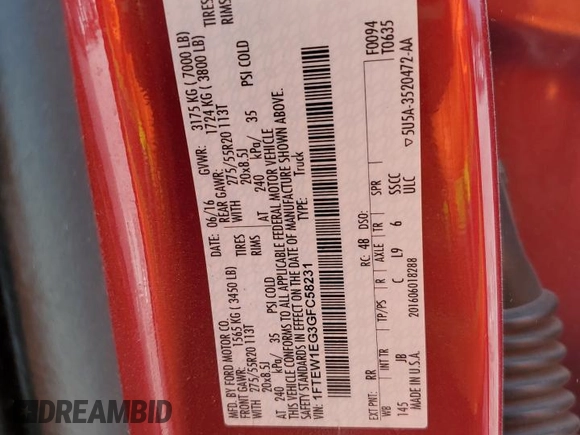 MFD. BY FORD MOTOR CO.
DATE: 06/16 GVWR: 3175 KG ( 7000 LB)
FRONT GAWR: 1565 KG ( 3450 LB) REAR GAWR: 1724 KG ( 3800 LB)
WITH 275/55R20 113T TIRES WITH 275/55R20 113T TIRES
20x8.5J RIMS 20x8.5J RIMS
AT 240 kPa/ 35 PSI COLD AT 240 kPa/ 35 PSI COLD
THIS VEHICLE CONFORMS TO ALL APPLICABLE FEDERAL MOTOR VEHICLE
SAFETY STANDARDS IN EFFECT ON THE DATE OF MANUFACTURE SHOWN ABOVE.
VIN: 1FTEW1EG3GFC58231 TYPE: Truck
F0094
T0635
EXT PNT: RR RC: 48 DSO:
WB INT TR TP/PS R AXLE TR SPR
145 JB C L9 6 SSCC
ULC
MADE IN U.S.A. 201606018288
▽5U5A-3520472-AA
DREAMBID